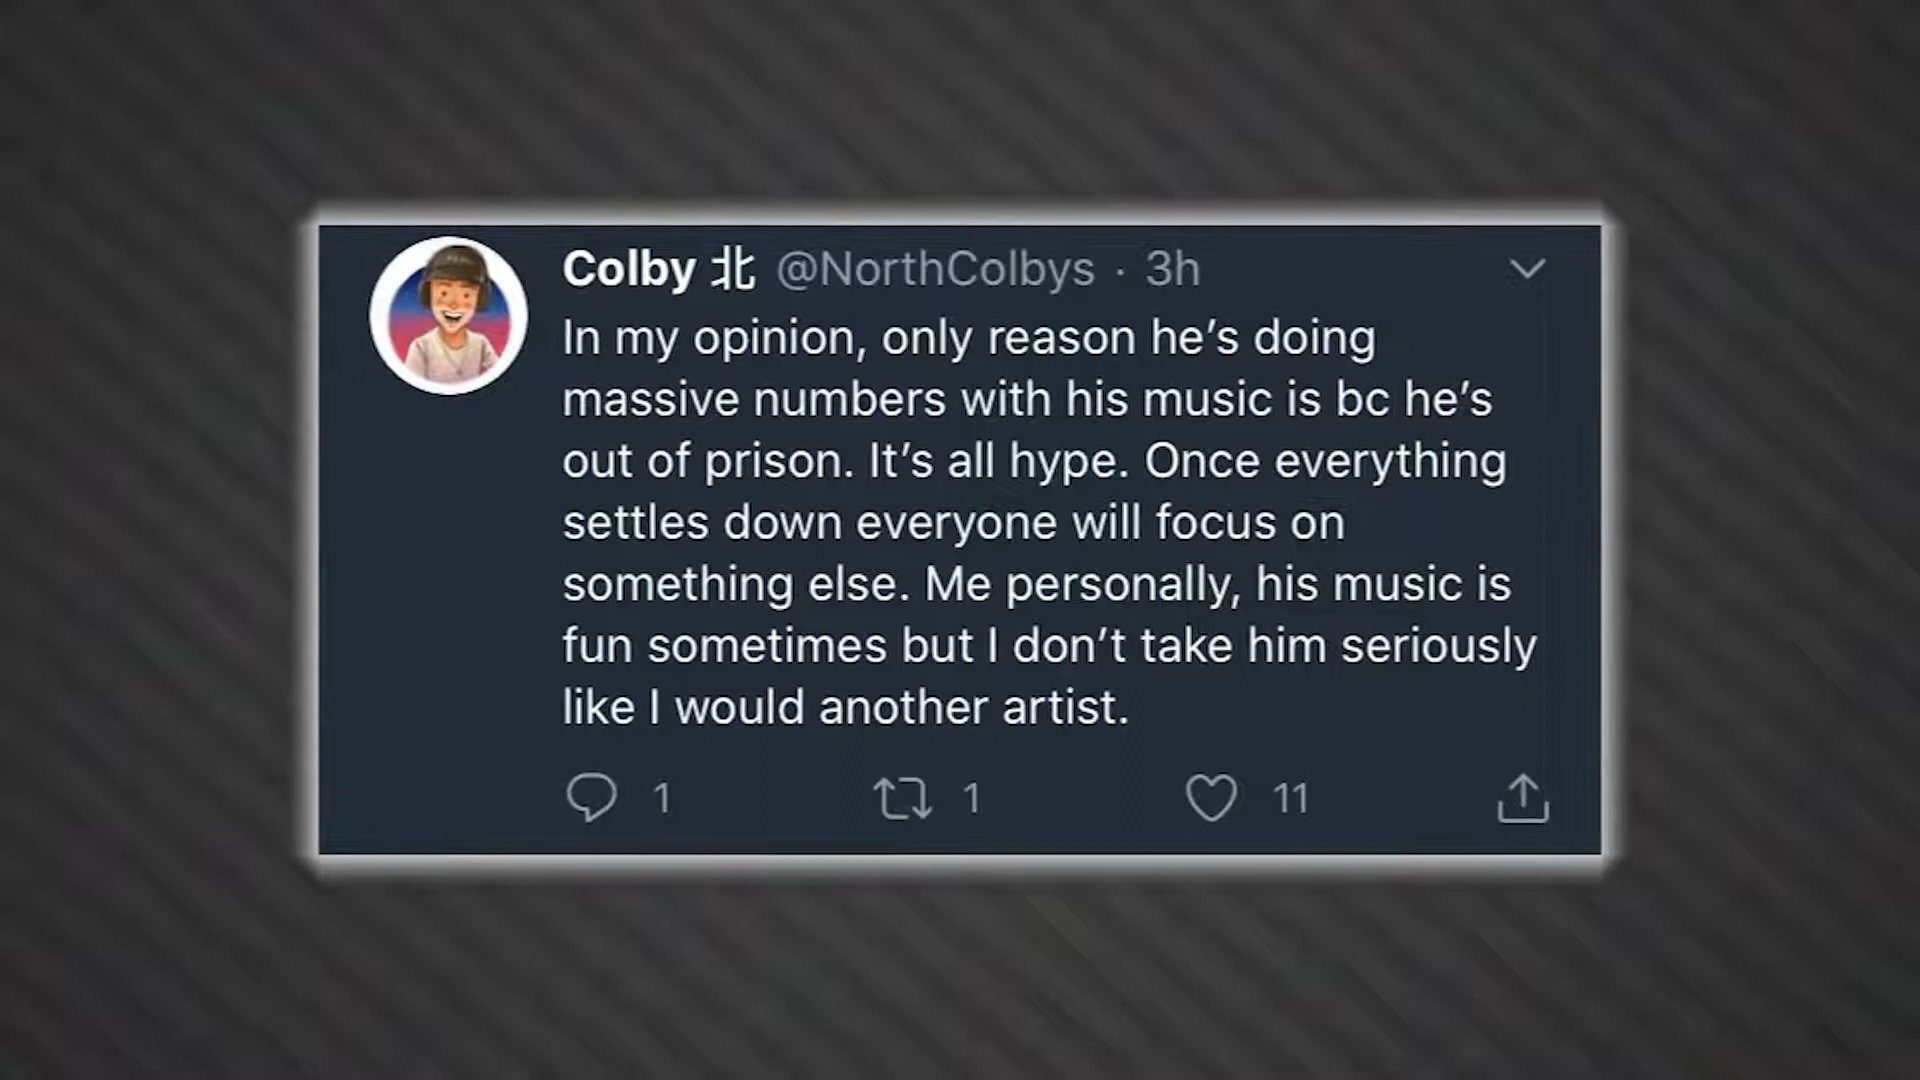 Colby 北 @NorthColbys · 3h
In my opinion, only reason he’s doing
massive numbers with his music is bc he’s
out of prison. It’s all hype. Once everything
settles down everyone will focus on
something else. Me personally, his music is
fun sometimes but I don’t take him seriously
like I would another artist.
1 1 11